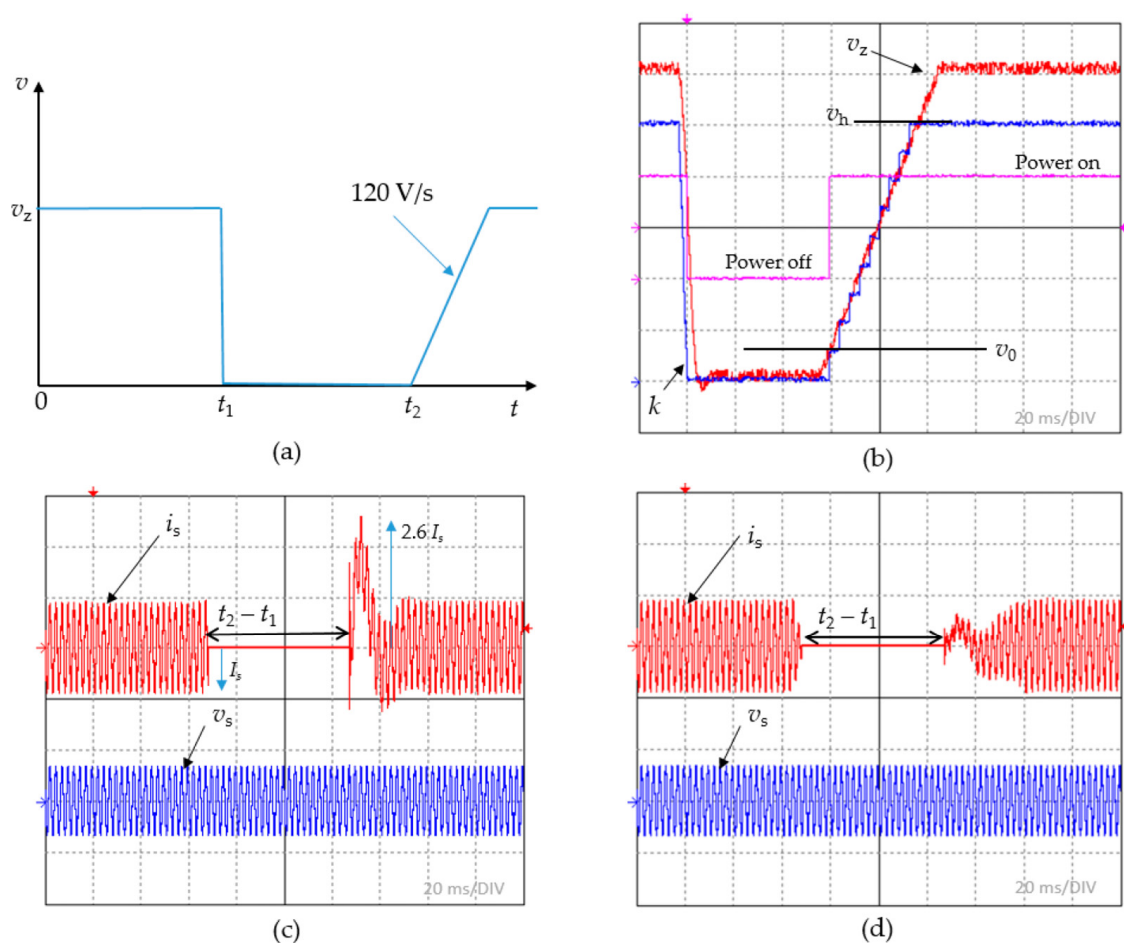 v
v_z
120 V/s
0
t_1
t_2
t
(a)
v_z
v_h
Power on
Power off
v_0
k
20 ms/DIV
(b)
i_s
2.6 I_s
t_2 − t_1
I_s
v_s
20 ms/DIV
(c)
i_s
t_2 − t_1
v_s
20 ms/DIV
(d)